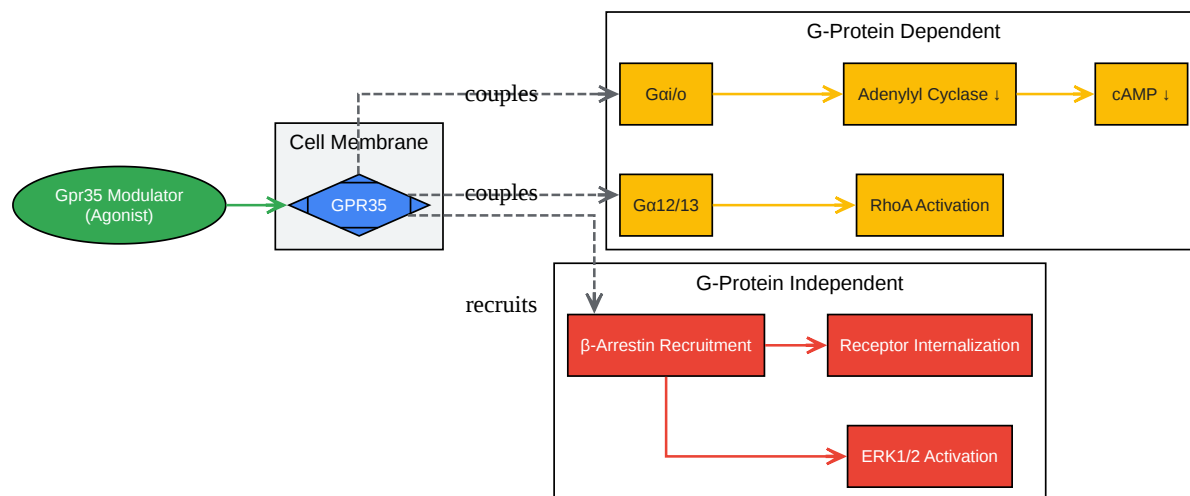 G-Protein Dependent
couples
Gαi/o
Adenylyl Cyclase ↓
cAMP ↓
Cell Membrane
Gpr35 Modulator
(Agonist)
GPR35
couples
Gα12/13
RhoA Activation
G-Protein Independent
recruits
β-Arrestin Recruitment
Receptor Internalization
ERK1/2 Activation